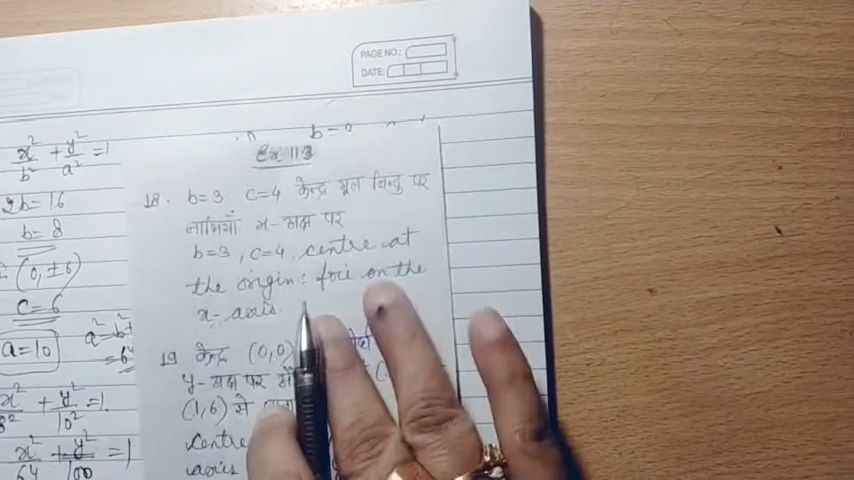 PAGE NO.:
DATE:
x²/b² + y²/a² = 1
2b = 16
b = 8
(0, ±6)
c = 6
a = 10
x²/8² + y²/10² = 1.
x²/64 + y²/100 = 1
Ex 11.3
18. b=3 c=4 केन्द्र मूल बिन्दु पर
नाभियाँ x-अक्ष पर
b=3, c=4, centre at
the origin: foci on the
x-axis.
19 केन्द्र (0,0)
y-अक्ष पर
(1,6) से
centre
axis